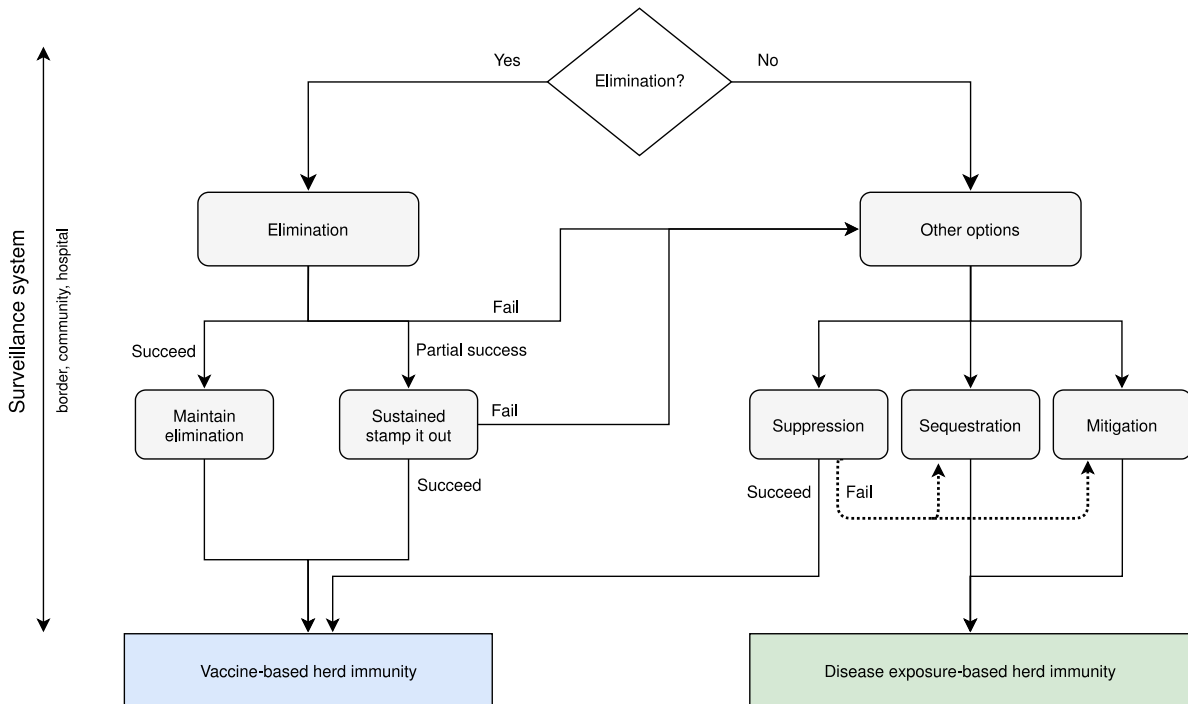 Yes
Elimination?
No
Elimination
Other options
Surveillance system
border, community, hospital
Fail
Succeed
Partial success
Maintain
elimination
Sustained
stamp it out
Fail
Suppression
Sequestration
Mitigation
Succeed
Succeed
Fail
Vaccine-based herd immunity
Disease exposure-based herd immunity